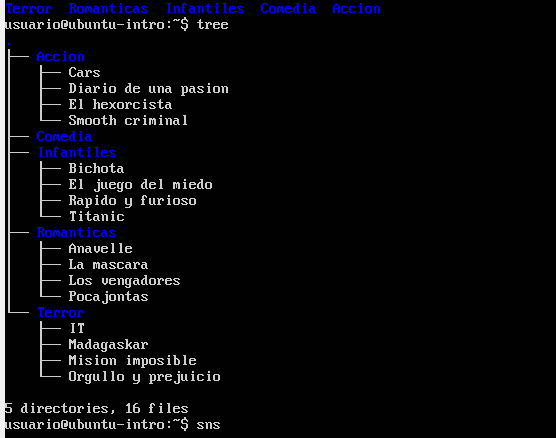 Terror Romanticas Infantiles Comedia Accion
usuario@ubuntu-intro:~$ tree
.
├── Accion
│   ├── Cars
│   ├── Diario de una pasion
│   ├── El hexorcista
│   └── Smooth criminal
├── Comedia
├── Infantiles
│   ├── Bichota
│   ├── El juego del miedo
│   ├── Rapido y furioso
│   └── Titanic
├── Romanticas
│   ├── Anavelle
│   ├── La mascara
│   ├── Los vengadores
│   └── Pocajontas
└── Terror
    ├── IT
    ├── Madagaskar
    ├── Mision imposible
    └── Orgullo y prejuicio
5 directories, 16 files
usuario@ubuntu-intro:~$ sns